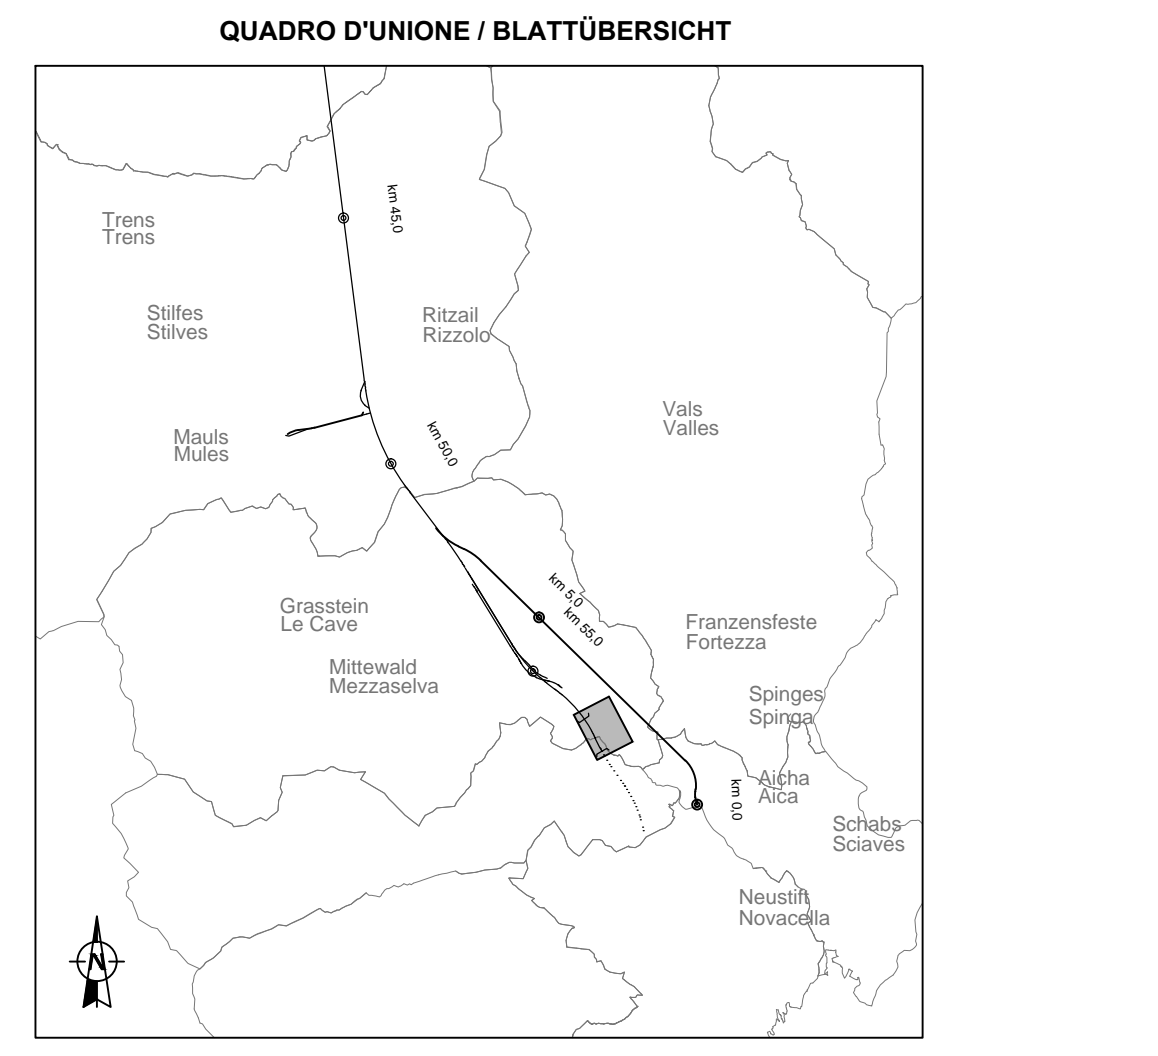 QUADRO D'UNIONE / BLATTÜBERSICHT
km 45,0
Trens
Trens
Stilfes
Stilves
Ritzail
Rizzolo
Vals
Valles
Mauls
Mules
km 50,0
km 5,0
km 55,0
Grasstein
Le Cave
Franzensfeste
Fortezza
Mittewald
Mezzaselva
Spinges
Spinga
km 0,0
Aicha
Aica
Schabs
Sciaves
Neustift
Novacella
N